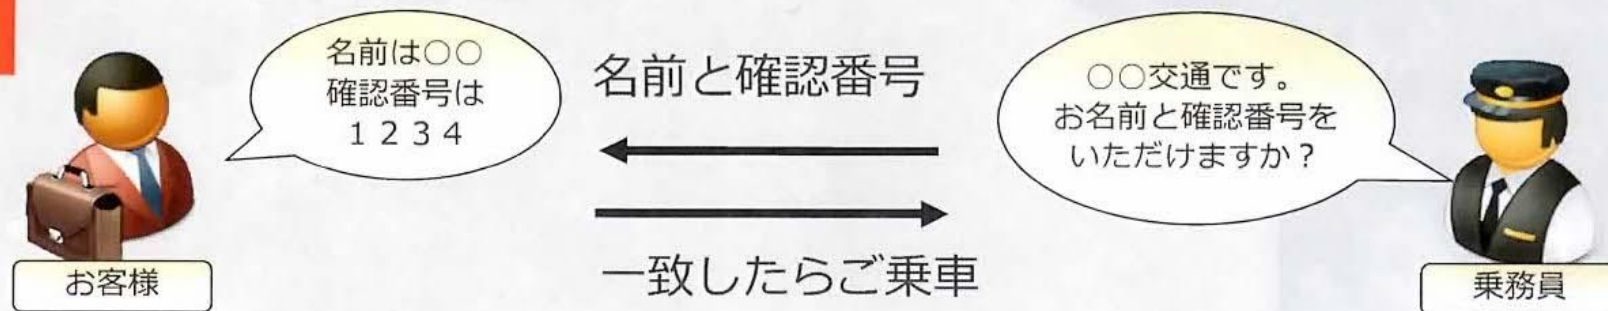 名前は○○
確認番号は
１２３４
名前と確認番号
○○交通です。
お名前と確認番号を
いただけますか？
一致したらご乗車
お客様
乗務員